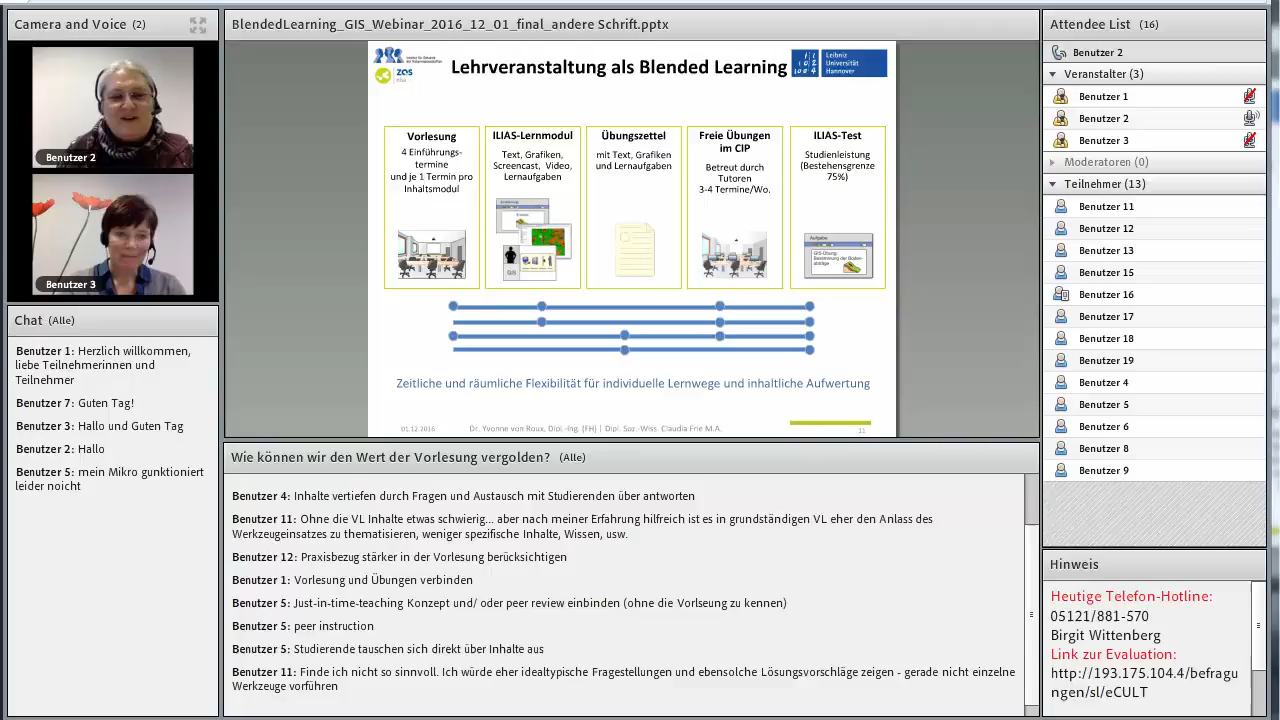 Camera and Voice (2)
Benutzer 2
Benutzer 3
Chat (Alle)
Benutzer 1: Herzlich willkommen,
liebe Teilnehmerinnen und
Teilnehmer
Benutzer 7: Guten Tag!
Benutzer 3: Hallo und Guten Tag
Benutzer 2: Hallo
Benutzer 5: mein Mikro gunktioniert
leider noicht
BlendedLearning_GIS_Webinar_2016_12_01_final_andere Schrift.pptx
zqs
elsa
Lehrveranstaltung als Blended Learning
Leibniz
Universität
Hannover
Vorlesung
4 Einführungs-
termine
und je 1 Termin pro
Inhaltsmodul
ILIAS-Lernmodul
Text, Grafiken,
Screencast, Video,
Lernaufgaben
GIS
Übungszettel
mit Text, Grafiken
und Lernaufgaben
Freie Übungen
im CIP
Betreut durch
Tutoren
3-4 Termine/Wo.
ILIAS-Test
Studienleistung
(Bestehensgrenze
75%)
Aufgabe
GIS-Übung:
Bestimmung der Boden-
abträge
Zeitliche und räumliche Flexibilität für individuelle Lernwege und inhaltliche Aufwertung
01.12.2016
Dr. Yvonne von Roux, Dipl.-Ing. (FH) | Dipl. Soz.-Wiss. Claudia Frie M.A.
11
Wie können wir den Wert der Vorlesung vergolden? (Alle)
Benutzer 4: Inhalte vertiefen durch Fragen und Austausch mit Studierenden über antworten
Benutzer 11: Ohne die VL Inhalte etwas schwierig... aber nach meiner Erfahrung hilfreich ist es in grundständigen VL eher den Anlass des
Werkzeugeinsatzes zu thematisieren, weniger spezifische Inhalte, Wissen, usw.
Benutzer 12: Praxisbezug stärker in der Vorlesung berücksichtigen
Benutzer 1: Vorlesung und Übungen verbinden
Benutzer 5: Just-in-time-teaching Konzept und/ oder peer review einbinden (ohne die Vorlseung zu kennen)
Benutzer 5: peer instruction
Benutzer 5: Studierende tauschen sich direkt über Inhalte aus
Benutzer 11: Finde ich nicht so sinnvoll. Ich würde eher idealtypische Fragestellungen und ebensolche Lösungsvorschläge zeigen - gerade nicht einzelne
Werkzeuge vorführen
Attendee List (16)
Benutzer 2
(3)
Benutzer 1
Benutzer 2
Benutzer 3
Moderatoren (0)
Teilnehmer (13)
Benutzer 11
Benutzer 12
Benutzer 13
Benutzer 15
Benutzer 16
Benutzer 17
Benutzer 18
Benutzer 19
Benutzer 4
Benutzer 5
Benutzer 6
Benutzer 8
Benutzer 9
Hinweis
Heutige Telefon-Hotline:
05121/881-570
Birgit Wittenberg
Link zur Evaluation:
http://193.175.104.4/befragu
ngen/sl/eCULT